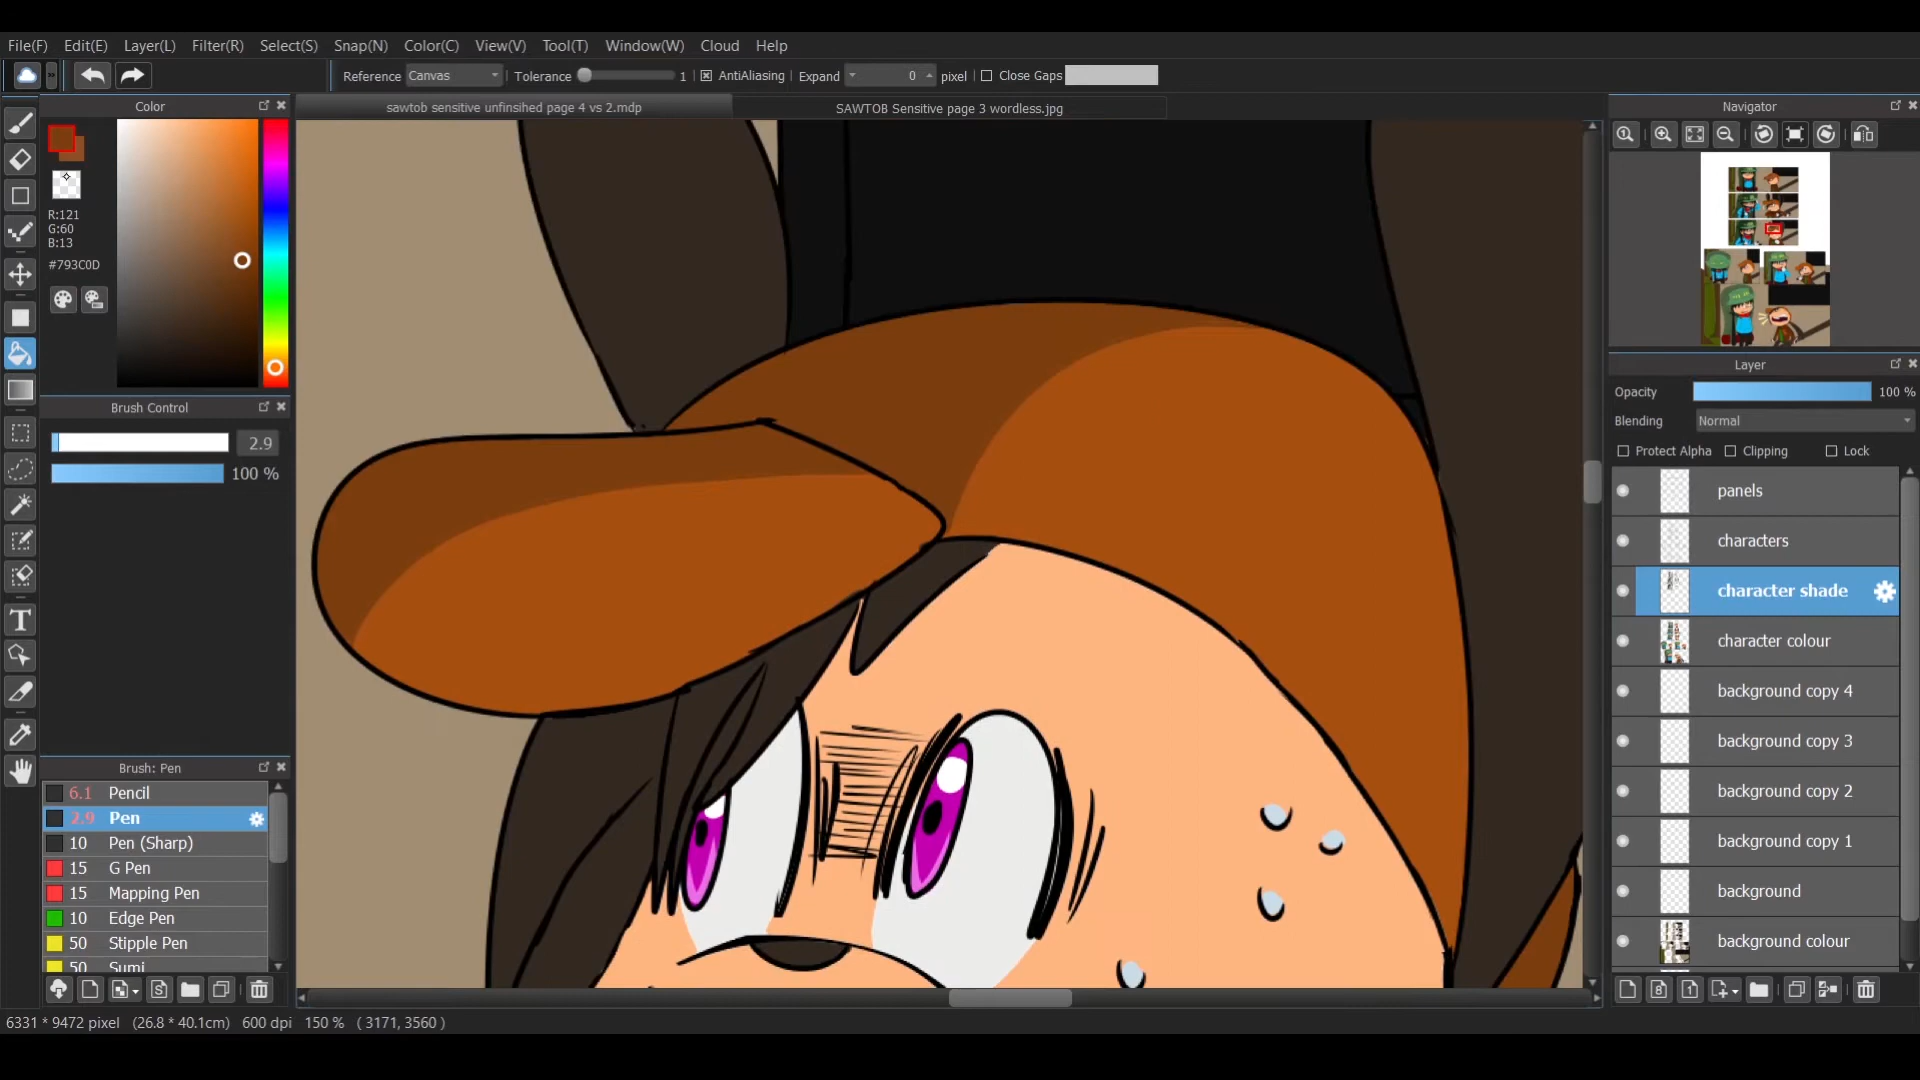 File(F) Edit(E) Layer(L) Filter(R) Select(S) Snap(N) Color(C) View(V) Tool(T) Window(W) Cloud Help
Reference Canvas Tolerance 1 AntiAliasing Expand 0 pixel Close Gaps
Color
sawtob sensitive unfinsihed page 4 vs 2.mdp
SAWTOB Sensitive page 3 wordless.jpg
Navigator
R:121
G:60
B:13
#793C0D
Brush Control
2.9
100 %
Layer
Opacity 100 %
Blending Normal
Protect Alpha Clipping Lock
panels
characters
character shade
character colour
background copy 4
background copy 3
background copy 2
background copy 1
background
background colour
Brush: Pen
6.1 Pencil
2.9 Pen
10 Pen (Sharp)
15 G Pen
15 Mapping Pen
10 Edge Pen
50 Stipple Pen
50 Sumi
6331 * 9472 pixel (26.8 * 40.1cm) 600 dpi 150 % ( 3171, 3560 )